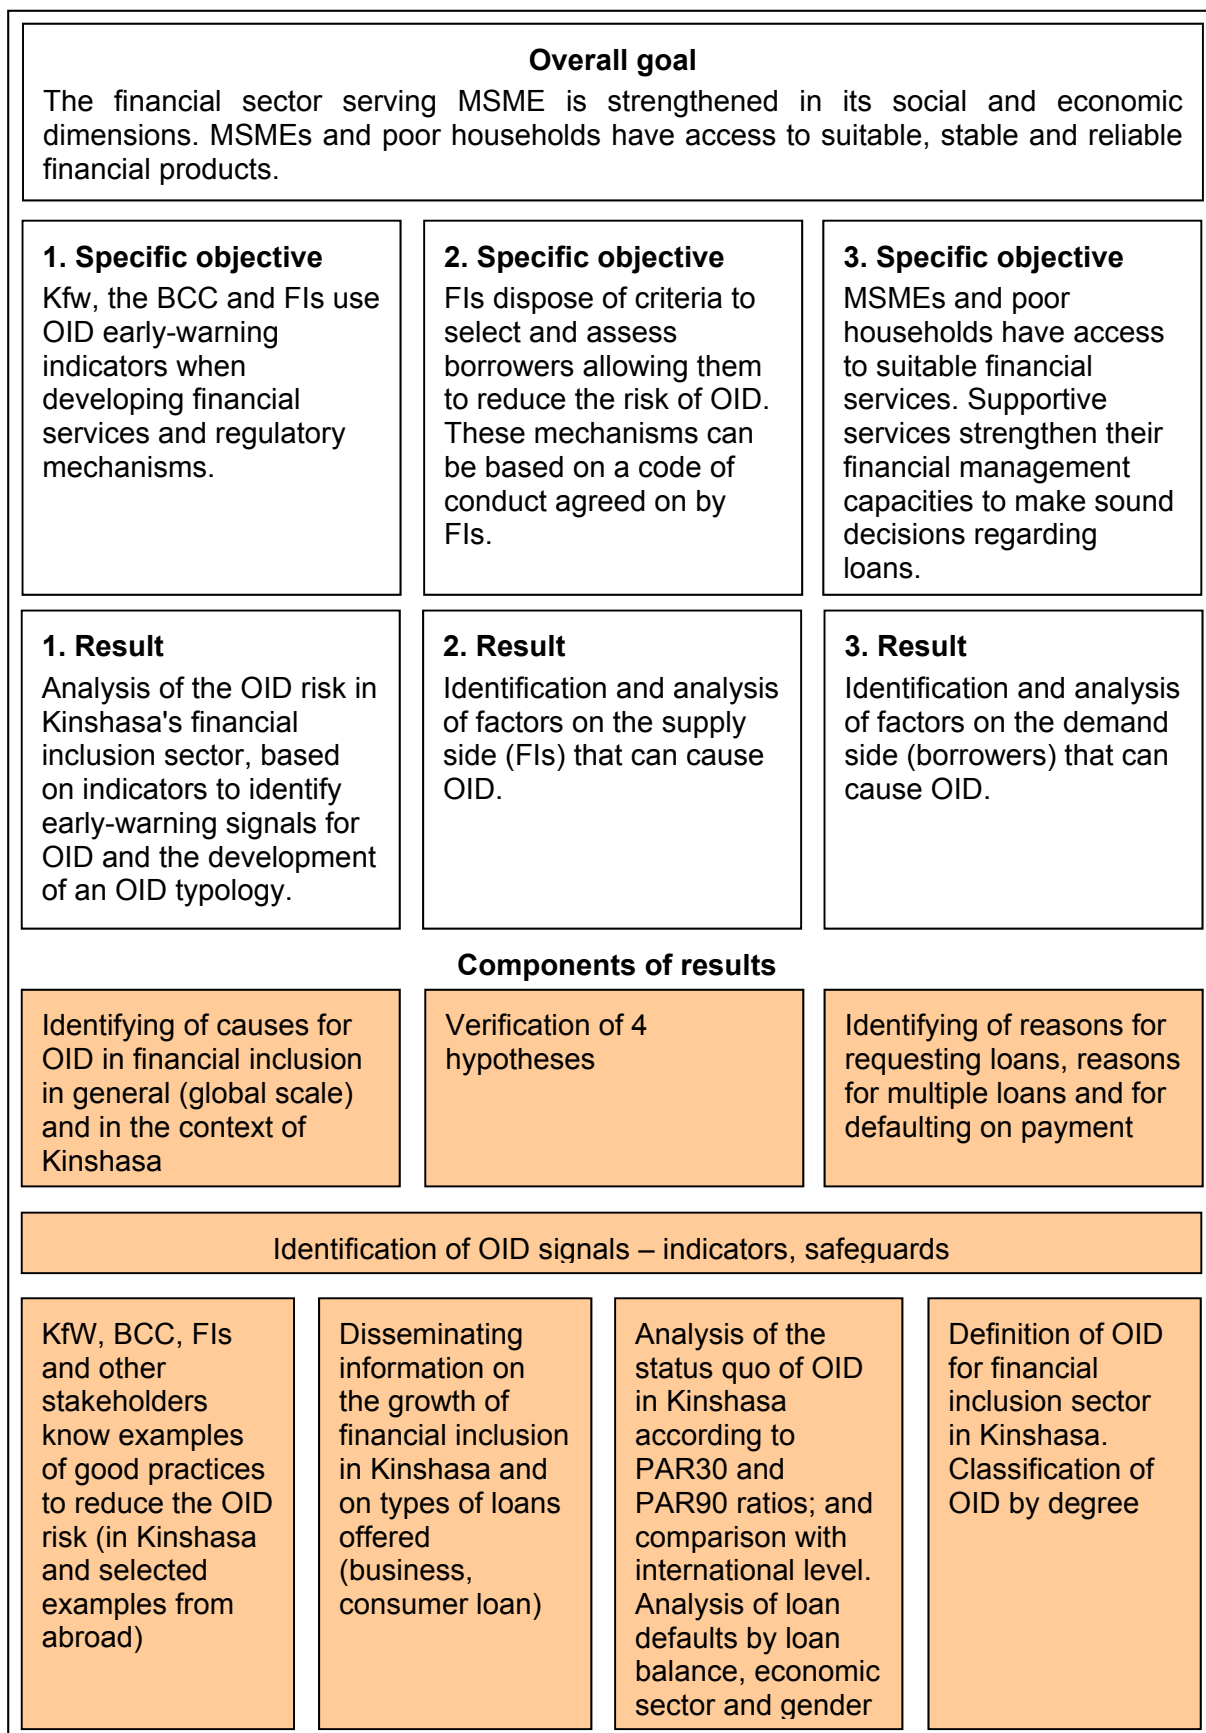 Overall goal
The financial sector serving MSME is strengthened in its social and economic
dimensions. MSMEs and poor households have access to suitable, stable and reliable
financial products.
1. Specific objective
Kfw, the BCC and FIs use
OID early-warning
indicators when
developing financial
services and regulatory
mechanisms.
2. Specific objective
FIs dispose of criteria to
select and assess
borrowers allowing them
to reduce the risk of OID.
These mechanisms can
be based on a code of
conduct agreed on by
FIs.
3. Specific objective
MSMEs and poor
households have access
to suitable financial
services. Supportive
services strengthen their
financial management
capacities to make sound
decisions regarding
loans.
1. Result
Analysis of the OID risk in
Kinshasa's financial
inclusion sector, based
on indicators to identify
early-warning signals for
OID and the development
of an OID typology.
2. Result
Identification and analysis
of factors on the supply
side (FIs) that can cause
OID.
3. Result
Identification and analysis
of factors on the demand
side (borrowers) that can
cause OID.
Components of results
Identifying of causes for
OID in financial inclusion
in general (global scale)
and in the context of
Kinshasa
Verification of 4
hypotheses
Identifying of reasons for
requesting loans, reasons
for multiple loans and for
defaulting on payment
Identification of OID signals – indicators, safeguards
KfW, BCC, FIs
and other
stakeholders
know examples
of good practices
to reduce the OID
risk (in Kinshasa
and selected
examples from
abroad)
Disseminating
information on
the growth of
financial inclusion
in Kinshasa and
on types of loans
offered
(business,
consumer loan)
Analysis of the
status quo of OID
in Kinshasa
according to
PAR30 and
PAR90 ratios; and
comparison with
international level.
Analysis of loan
defaults by loan
balance, economic
sector and gender
Definition of OID
for financial
inclusion sector
in Kinshasa.
Classification of
OID by degree